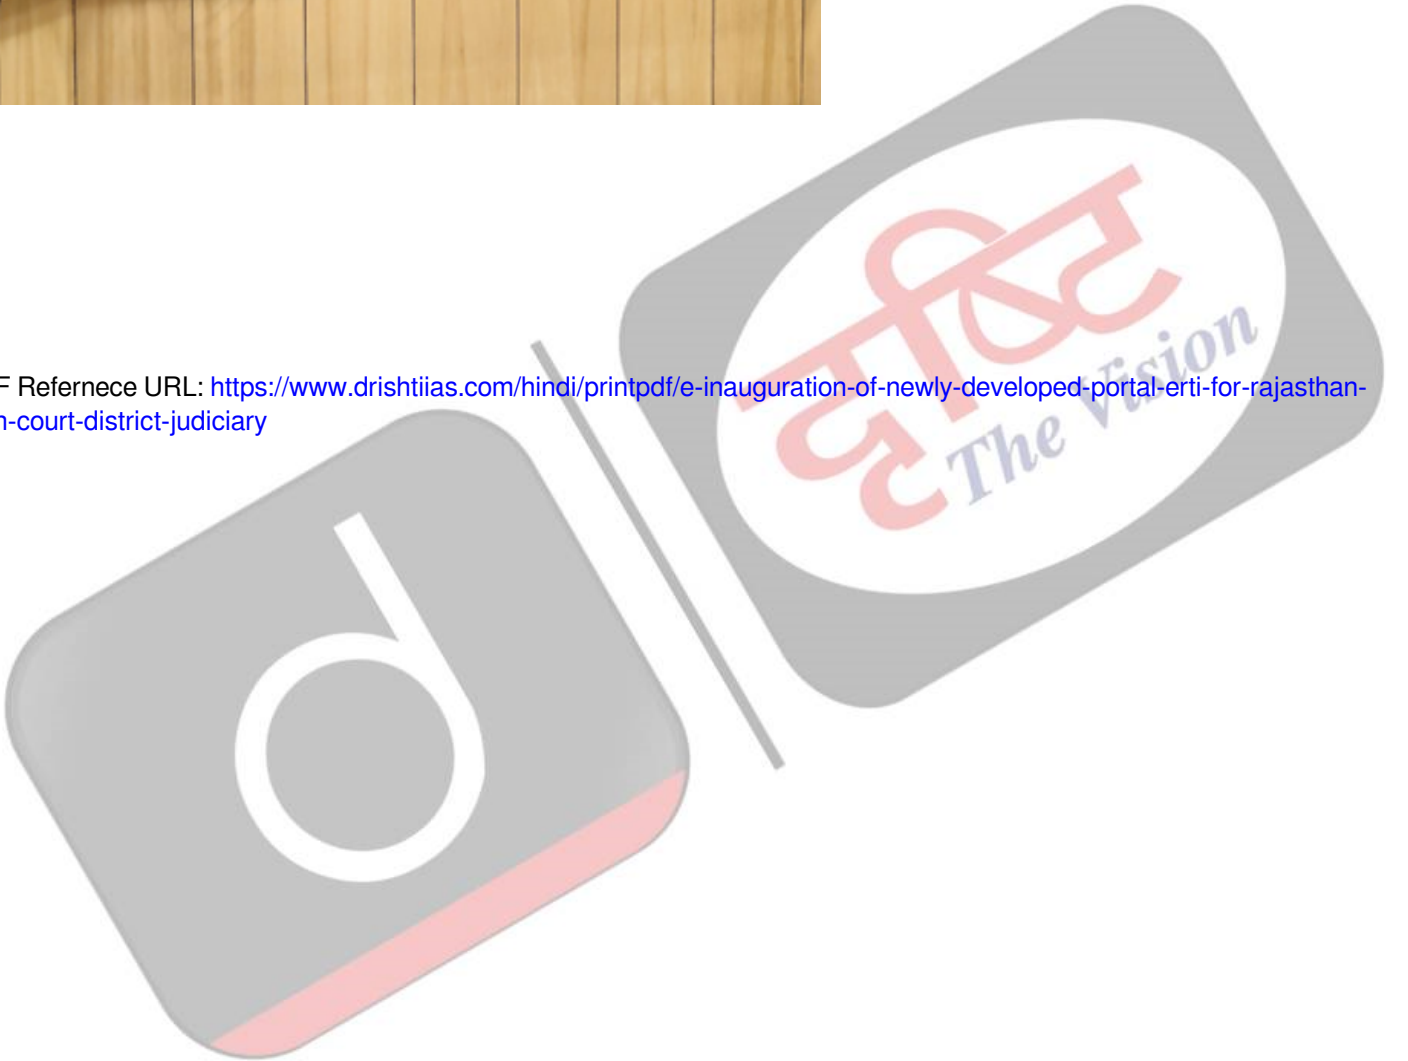 F Refernece URL: https://www.drishtiias.com/hindi/printpdf/e-inauguration-of-newly-developed-portal-erti-for-rajasthan-
n-court-district-judiciary
दृष्टि
The Vision
d